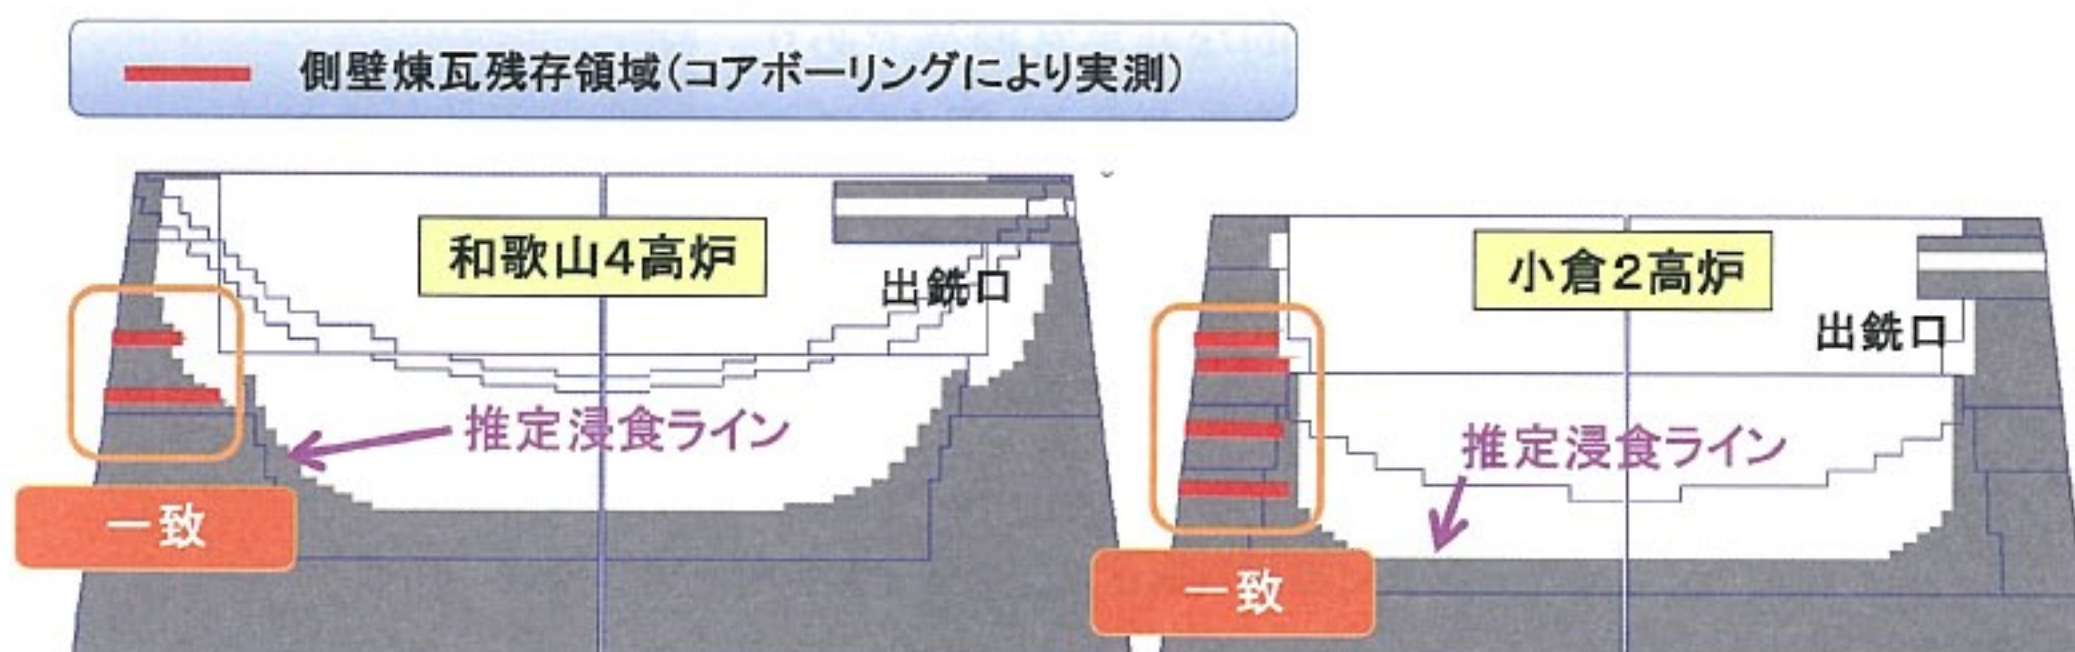 側壁煉瓦残存領域(コアボーリングにより実測)
和歌山4高炉
出銑口
推定浸食ライン
一致
小倉2高炉
出銑口
推定浸食ライン
一致